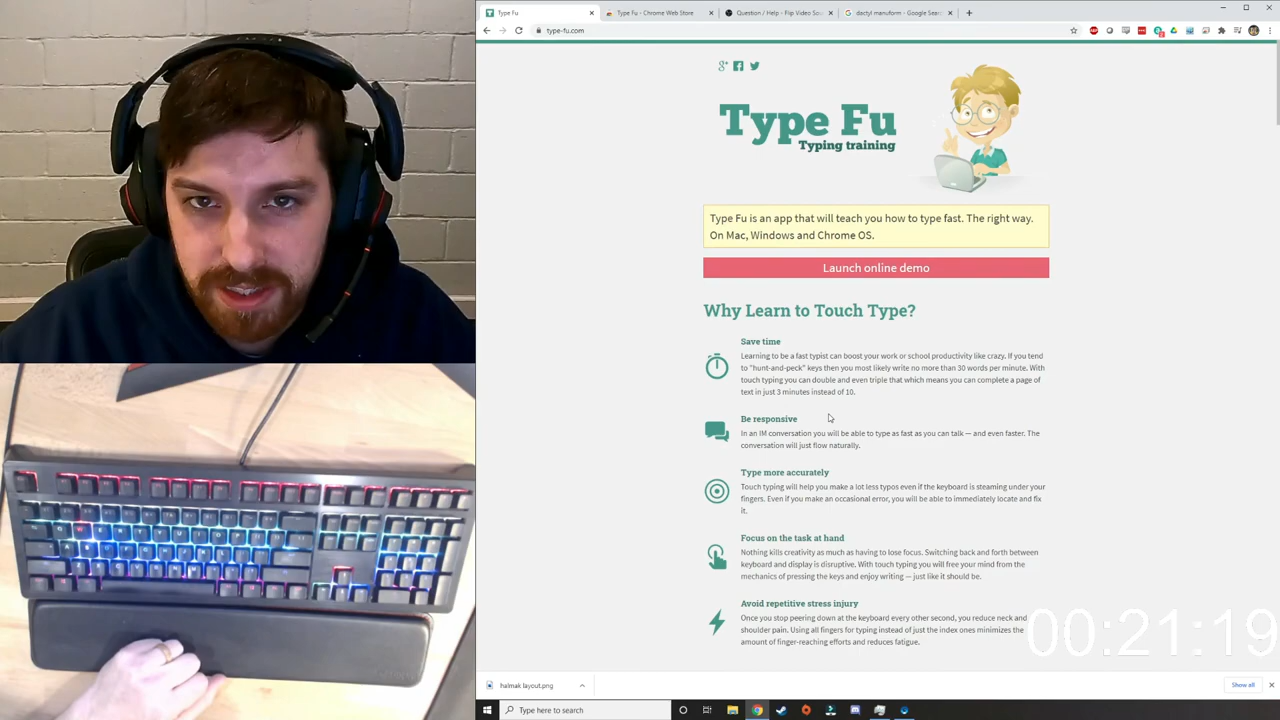 Type Fu
Type Fu - Chrome Web Store
Question / Help - Flip Video Sou
dactyl manuform - Google Sear
type-fu.com
Type Fu
Typing training
Type Fu is an app that will teach you how to type fast. The right way.
On Mac, Windows and Chrome OS.
Launch online demo
Why Learn to Touch Type?
Save time
Learning to be a fast typist can boost your work or school productivity like crazy. If you tend
to "hunt-and-peck" keys then you most likely write no more than 30 words per minute. With
touch typing you can double and even triple that which means you can complete a page of
text in just 3 minutes instead of 10.
Be responsive
In an IM conversation you will be able to type as fast as you can talk — and even faster. The
conversation will just flow naturally.
Type more accurately
Touch typing will help you make a lot less typos even if the keyboard is steaming under your
fingers. Even if you make an occasional error, you will be able to immediately locate and fix
it.
Focus on the task at hand
Nothing kills creativity as much as having to lose focus. Switching back and forth between
keyboard and display is disruptive. With touch typing you will free your mind from the
mechanics of pressing the keys and enjoy writing — just like it should be.
Avoid repetitive stress injury
Once you stop peering down at the keyboard every other second, you reduce neck and
shoulder pain. Using all fingers for typing instead of just the index ones minimizes the
amount of finger-reaching efforts and reduces fatigue.
00:21:19
halmak layout.png
Show all
Type here to search